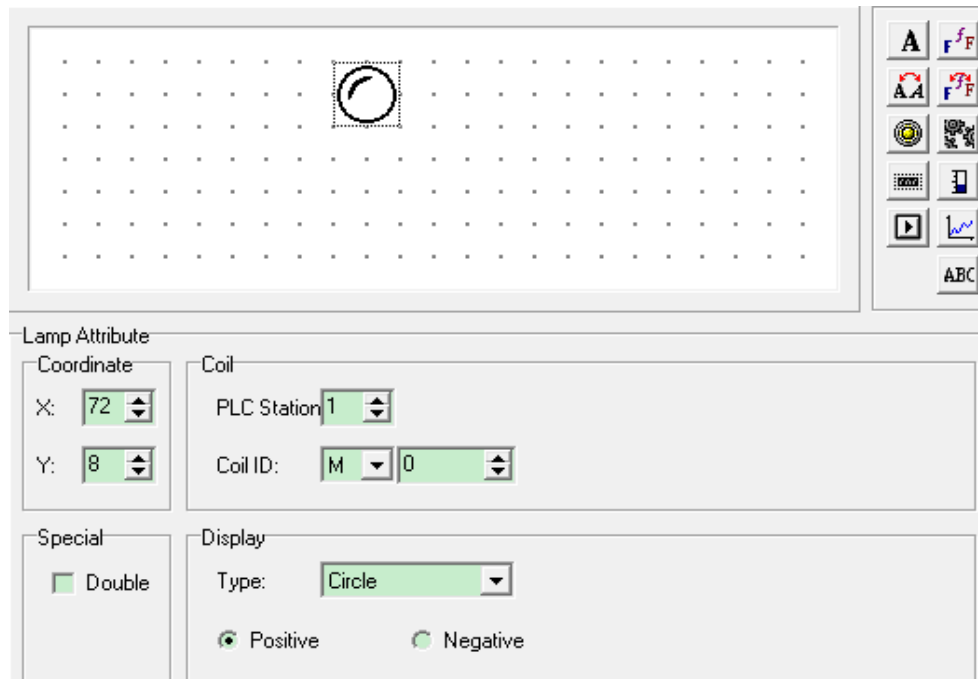 A
F f F
A A
F f F
ABC
Lamp Attribute
Coordinate
Coil
X: 72
PLC Station 1
Y: 8
Coil ID: M 0
Special
Display
Double
Type: Circle
Positive
Negative